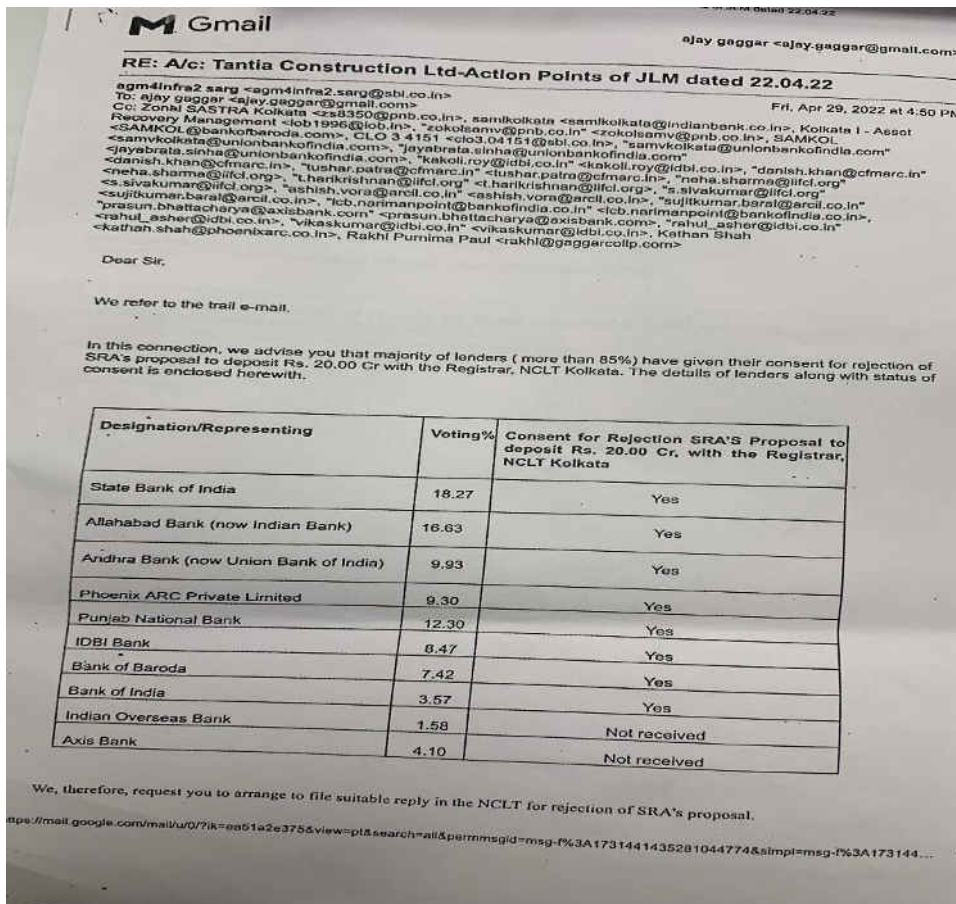 Gmail
ajay gaggar <ajay.gaggar@gmail.com>
RE: A/c: Tantia Construction Ltd-Action Points of JLM dated 22.04.22
agm4infra2 sarg <agm4infra2.sarg@sbi.co.in>
Fri, Apr 29, 2022 at 4:50 PM
To: ajay gaggar <ajay.gaggar@gmail.com>
Cc: Zonal SASTRA Kolkata <zs8350@pnb.co.in>, samlkolkata <samlkolkata@indianbank.co.in>, Kolkata I - Asset
Recovery Management <iob1996@iob.in>, "zokolsamv@pnb.co.in" <zokolsamv@pnb.co.in>, SAMKOL
<SAMKOL@bankofbaroda.com>, CLO 3 4151 <clo3.04151@sbi.co.in>, "samvkolkata@unionbankofindia.com"
<samvkolkata@unionbankofindia.com>, "jayabrata.sinha@unionbankofindia.com"
<jayabrata.sinha@unionbankofindia.com>, "kakoli.roy@idbi.co.in" <kakoli.roy@idbi.co.in>, "danish.khan@cfmarc.in"
<danish.khan@cfmarc.in>, "tushar.patra@cfmarc.in" <tushar.patra@cfmarc.in>, "neha.sharma@iifcl.org"
<neha.sharma@iifcl.org>, "t.harikrishnan@iifcl.org" <t.harikrishnan@iifcl.org>, "s.sivakumar@iifcl.org"
<s.sivakumar@iifcl.org>, "ashish.vora@arcil.co.in" <ashish.vora@arcil.co.in>, "sujitkumar.baral@arcil.co.in"
<sujitkumar.baral@arcil.co.in>, "lcb.narimanpoint@bankofindia.co.in" <lcb.narimanpoint@bankofindia.co.in>,
"prasun.bhattacharya@axisbank.com" <prasun.bhattacharya@axisbank.com>, "rahul_asher@idbi.co.in"
<rahul_asher@idbi.co.in>, "vikaskumar@idbi.co.in" <vikaskumar@idbi.co.in>, Kethan Shah
<kathan.shah@phoenixarc.co.in>, Rakhi Purnima Paul <rakhi@gaggarcollp.com>
Dear Sir,
We refer to the trail e-mail.
In this connection, we advise you that majority of lenders ( more than 85%) have given their consent for rejection of
SRA's proposal to deposit Rs. 20.00 Cr with the Registrar, NCLT Kolkata. The details of lenders along with status of
consent is enclosed herewith.
Designation/Representing Voting% Consent for Rejection SRA'S Proposal to
deposit Rs. 20.00 Cr, with the Registrar,
NCLT Kolkata
State Bank of India 18.27 Yes
Allahabad Bank (now Indian Bank) 16.63 Yes
Andhra Bank (now Union Bank of India) 9.93 Yes
Phoenix ARC Private Limited 9.30 Yes
Punjab National Bank 12.30 Yes
IDBI Bank 8.47 Yes
Bank of Baroda 7.42 Yes
Bank of India 3.57 Yes
Indian Overseas Bank 1.58 Not received
Axis Bank 4.10 Not received
We, therefore, request you to arrange to file suitable reply in the NCLT for rejection of SRA's proposal.